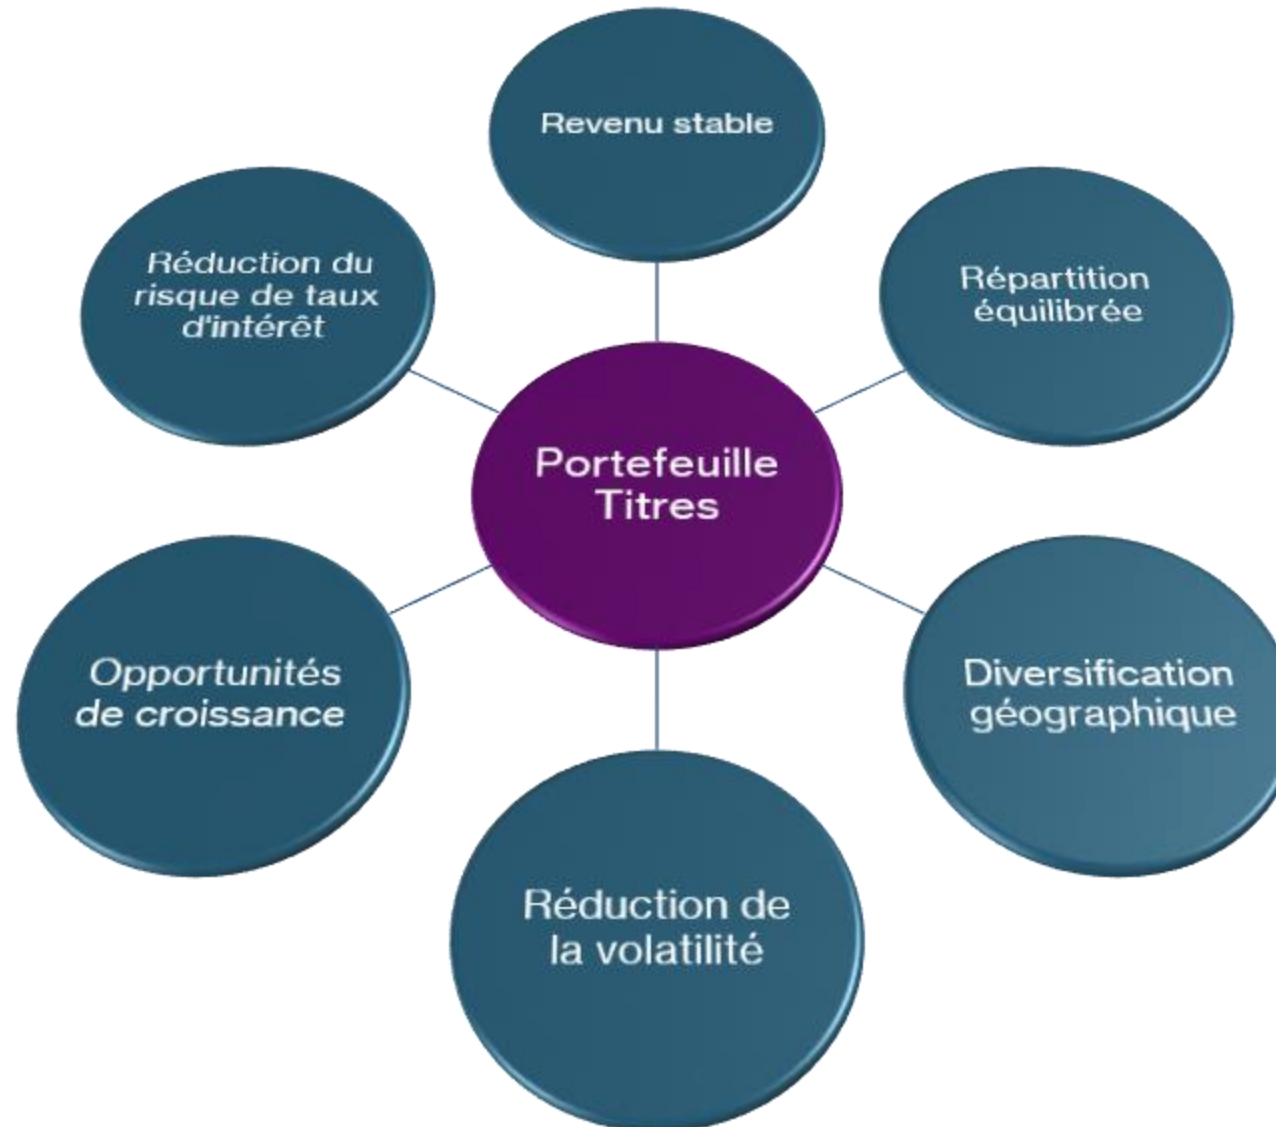 Revenu stable
Réduction du
risque de taux
d'intérêt
Répartition
équilibrée
Portefeuille
Titres
Opportunités
de croissance
Diversification
géographique
Réduction de
la volatilité